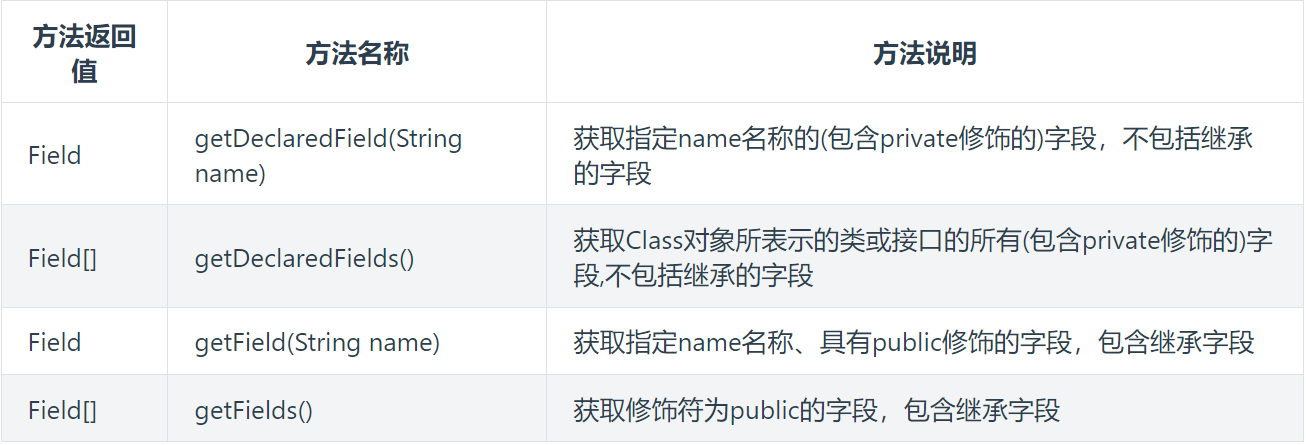 方法返回
值
方法名称
方法说明
Field
getDeclaredField(String
name)
获取指定name名称的(包含private修饰的)字段，不包括继承
的字段
Field[]
getDeclaredFields()
获取Class对象所表示的类或接口的所有(包含private修饰的)字
段,不包括继承的字段
Field
getField(String name)
获取指定name名称、具有public修饰的字段，包含继承字段
Field[]
getFields()
获取修饰符为public的字段，包含继承字段